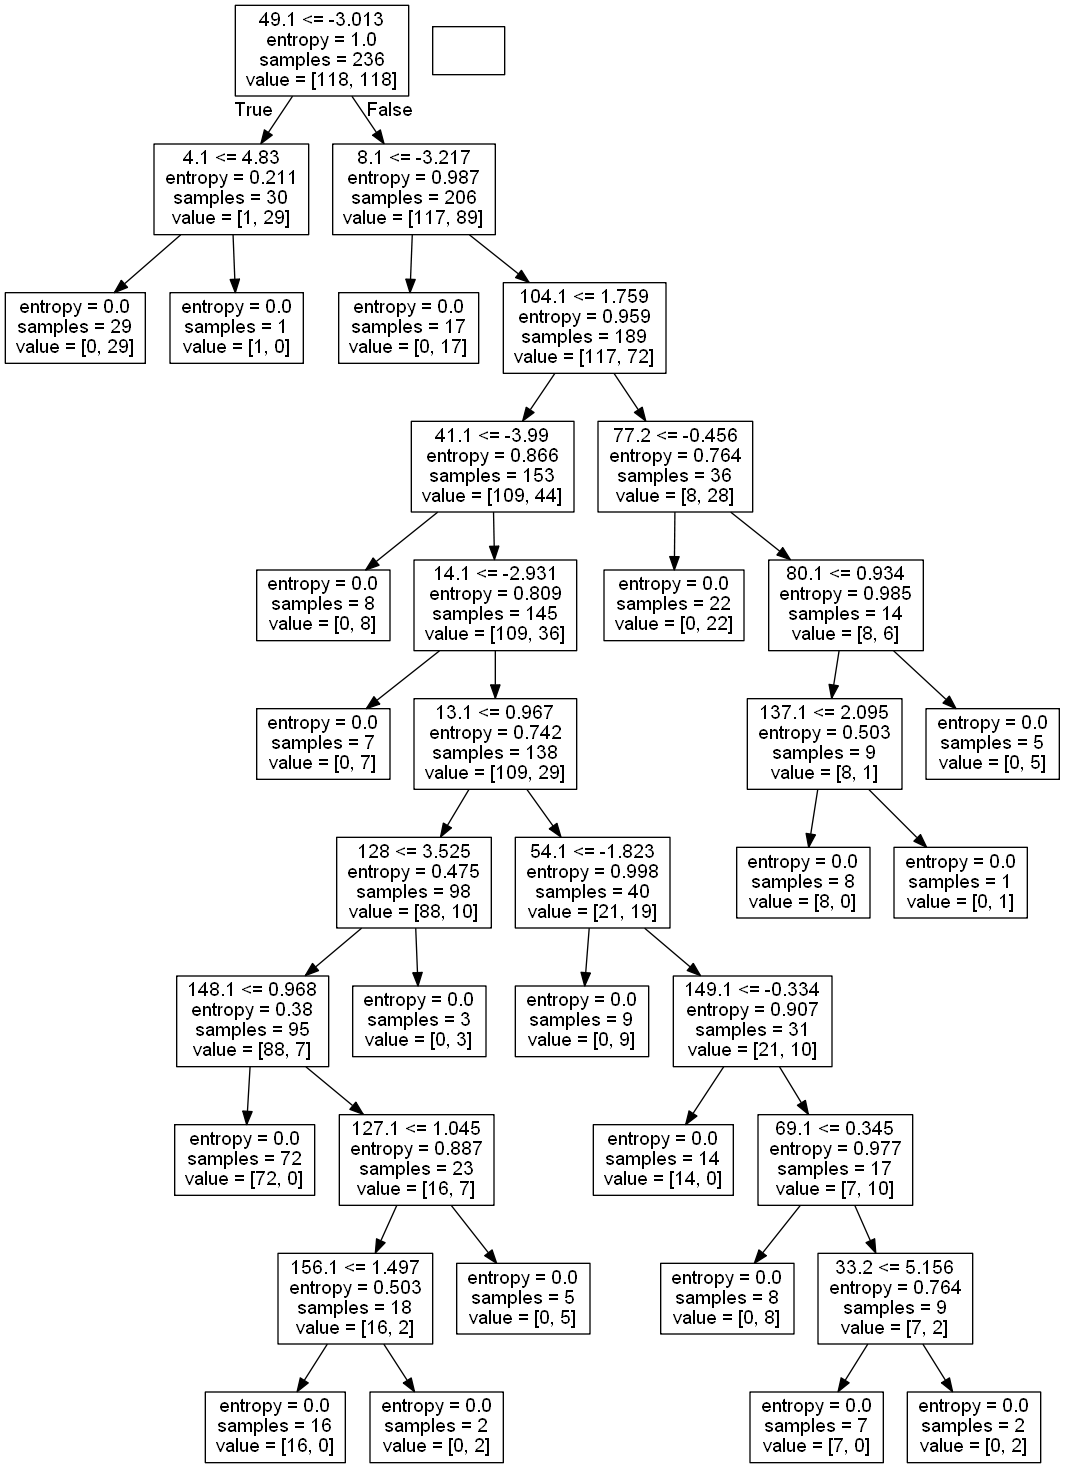 49.1 <= -3.013
entropy = 1.0
samples = 236
value = [118, 118]
True
False
4.1 <= 4.83
entropy = 0.211
samples = 30
value = [1, 29]
8.1 <= -3.217
entropy = 0.987
samples = 206
value = [117, 89]
entropy = 0.0
samples = 29
value = [0, 29]
entropy = 0.0
samples = 1
value = [1, 0]
entropy = 0.0
samples = 17
value = [0, 17]
104.1 <= 1.759
entropy = 0.959
samples = 189
value = [117, 72]
41.1 <= -3.99
entropy = 0.866
samples = 153
value = [109, 44]
77.2 <= -0.456
entropy = 0.764
samples = 36
value = [8, 28]
entropy = 0.0
samples = 8
value = [0, 8]
14.1 <= -2.931
entropy = 0.809
samples = 145
value = [109, 36]
entropy = 0.0
samples = 22
value = [0, 22]
80.1 <= 0.934
entropy = 0.985
samples = 14
value = [8, 6]
entropy = 0.0
samples = 7
value = [0, 7]
13.1 <= 0.967
entropy = 0.742
samples = 138
value = [109, 29]
137.1 <= 2.095
entropy = 0.503
samples = 9
value = [8, 1]
entropy = 0.0
samples = 5
value = [0, 5]
128 <= 3.525
entropy = 0.475
samples = 98
value = [88, 10]
54.1 <= -1.823
entropy = 0.998
samples = 40
value = [21, 19]
entropy = 0.0
samples = 8
value = [8, 0]
entropy = 0.0
samples = 1
value = [0, 1]
148.1 <= 0.968
entropy = 0.38
samples = 95
value = [88, 7]
entropy = 0.0
samples = 3
value = [0, 3]
entropy = 0.0
samples = 9
value = [0, 9]
149.1 <= -0.334
entropy = 0.907
samples = 31
value = [21, 10]
entropy = 0.0
samples = 72
value = [72, 0]
127.1 <= 1.045
entropy = 0.887
samples = 23
value = [16, 7]
entropy = 0.0
samples = 14
value = [14, 0]
69.1 <= 0.345
entropy = 0.977
samples = 17
value = [7, 10]
156.1 <= 1.497
entropy = 0.503
samples = 18
value = [16, 2]
entropy = 0.0
samples = 5
value = [0, 5]
entropy = 0.0
samples = 8
value = [0, 8]
33.2 <= 5.156
entropy = 0.764
samples = 9
value = [7, 2]
entropy = 0.0
samples = 16
value = [16, 0]
entropy = 0.0
samples = 2
value = [0, 2]
entropy = 0.0
samples = 7
value = [7, 0]
entropy = 0.0
samples = 2
value = [0, 2]